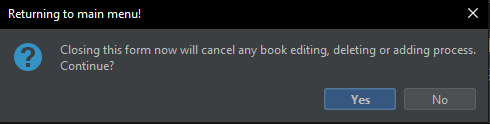 Returning to main menu!
Closing this form now will cancel any book editing, deleting or adding process.
Continue?
Yes
No